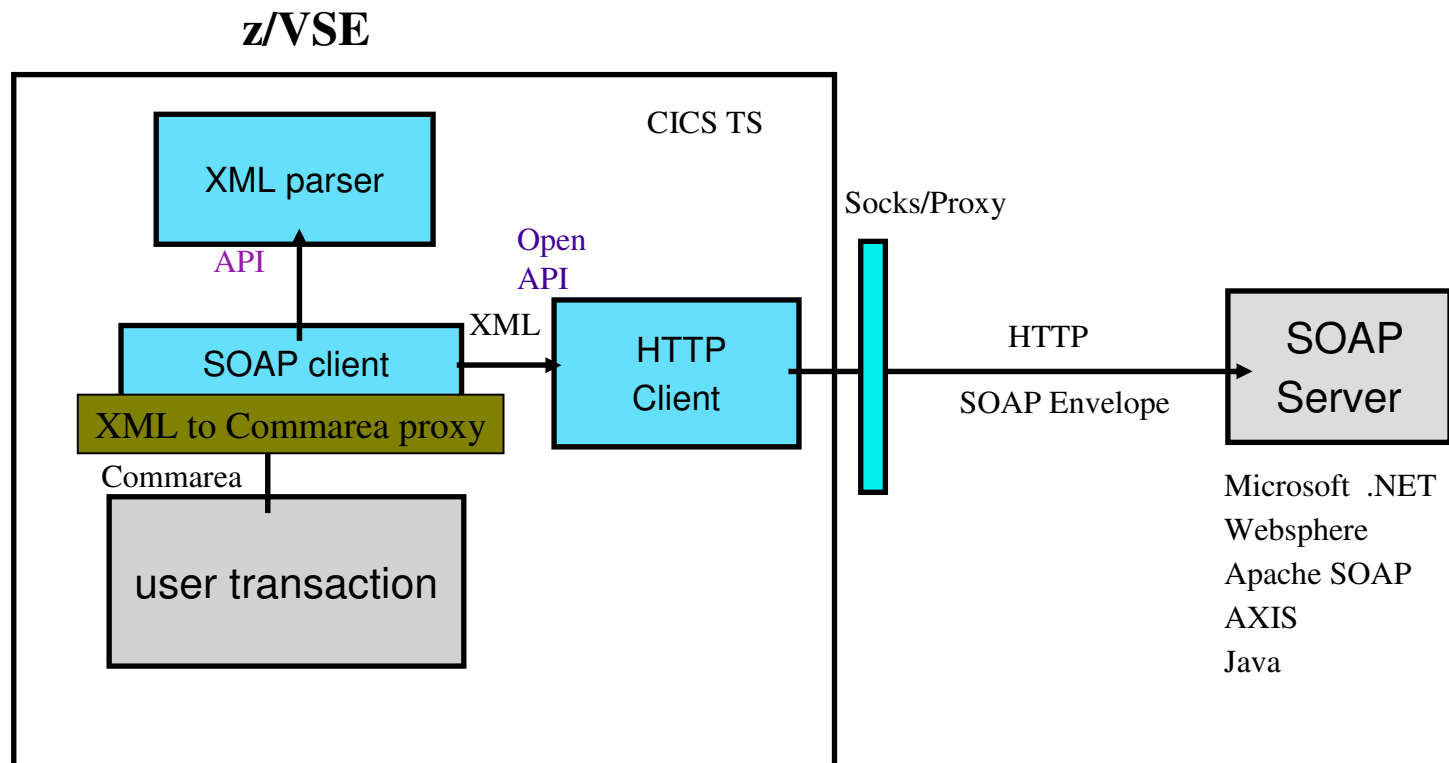 z/VSE
CICS TS
XML parser
Socks/Proxy
API
Open
API
XML
SOAP client
HTTP
Client
HTTP
SOAP Envelope
SOAP
Server
XML to Commarea proxy
Commarea
user transaction
Microsoft .NET
Websphere
Apache SOAP
AXIS
Java